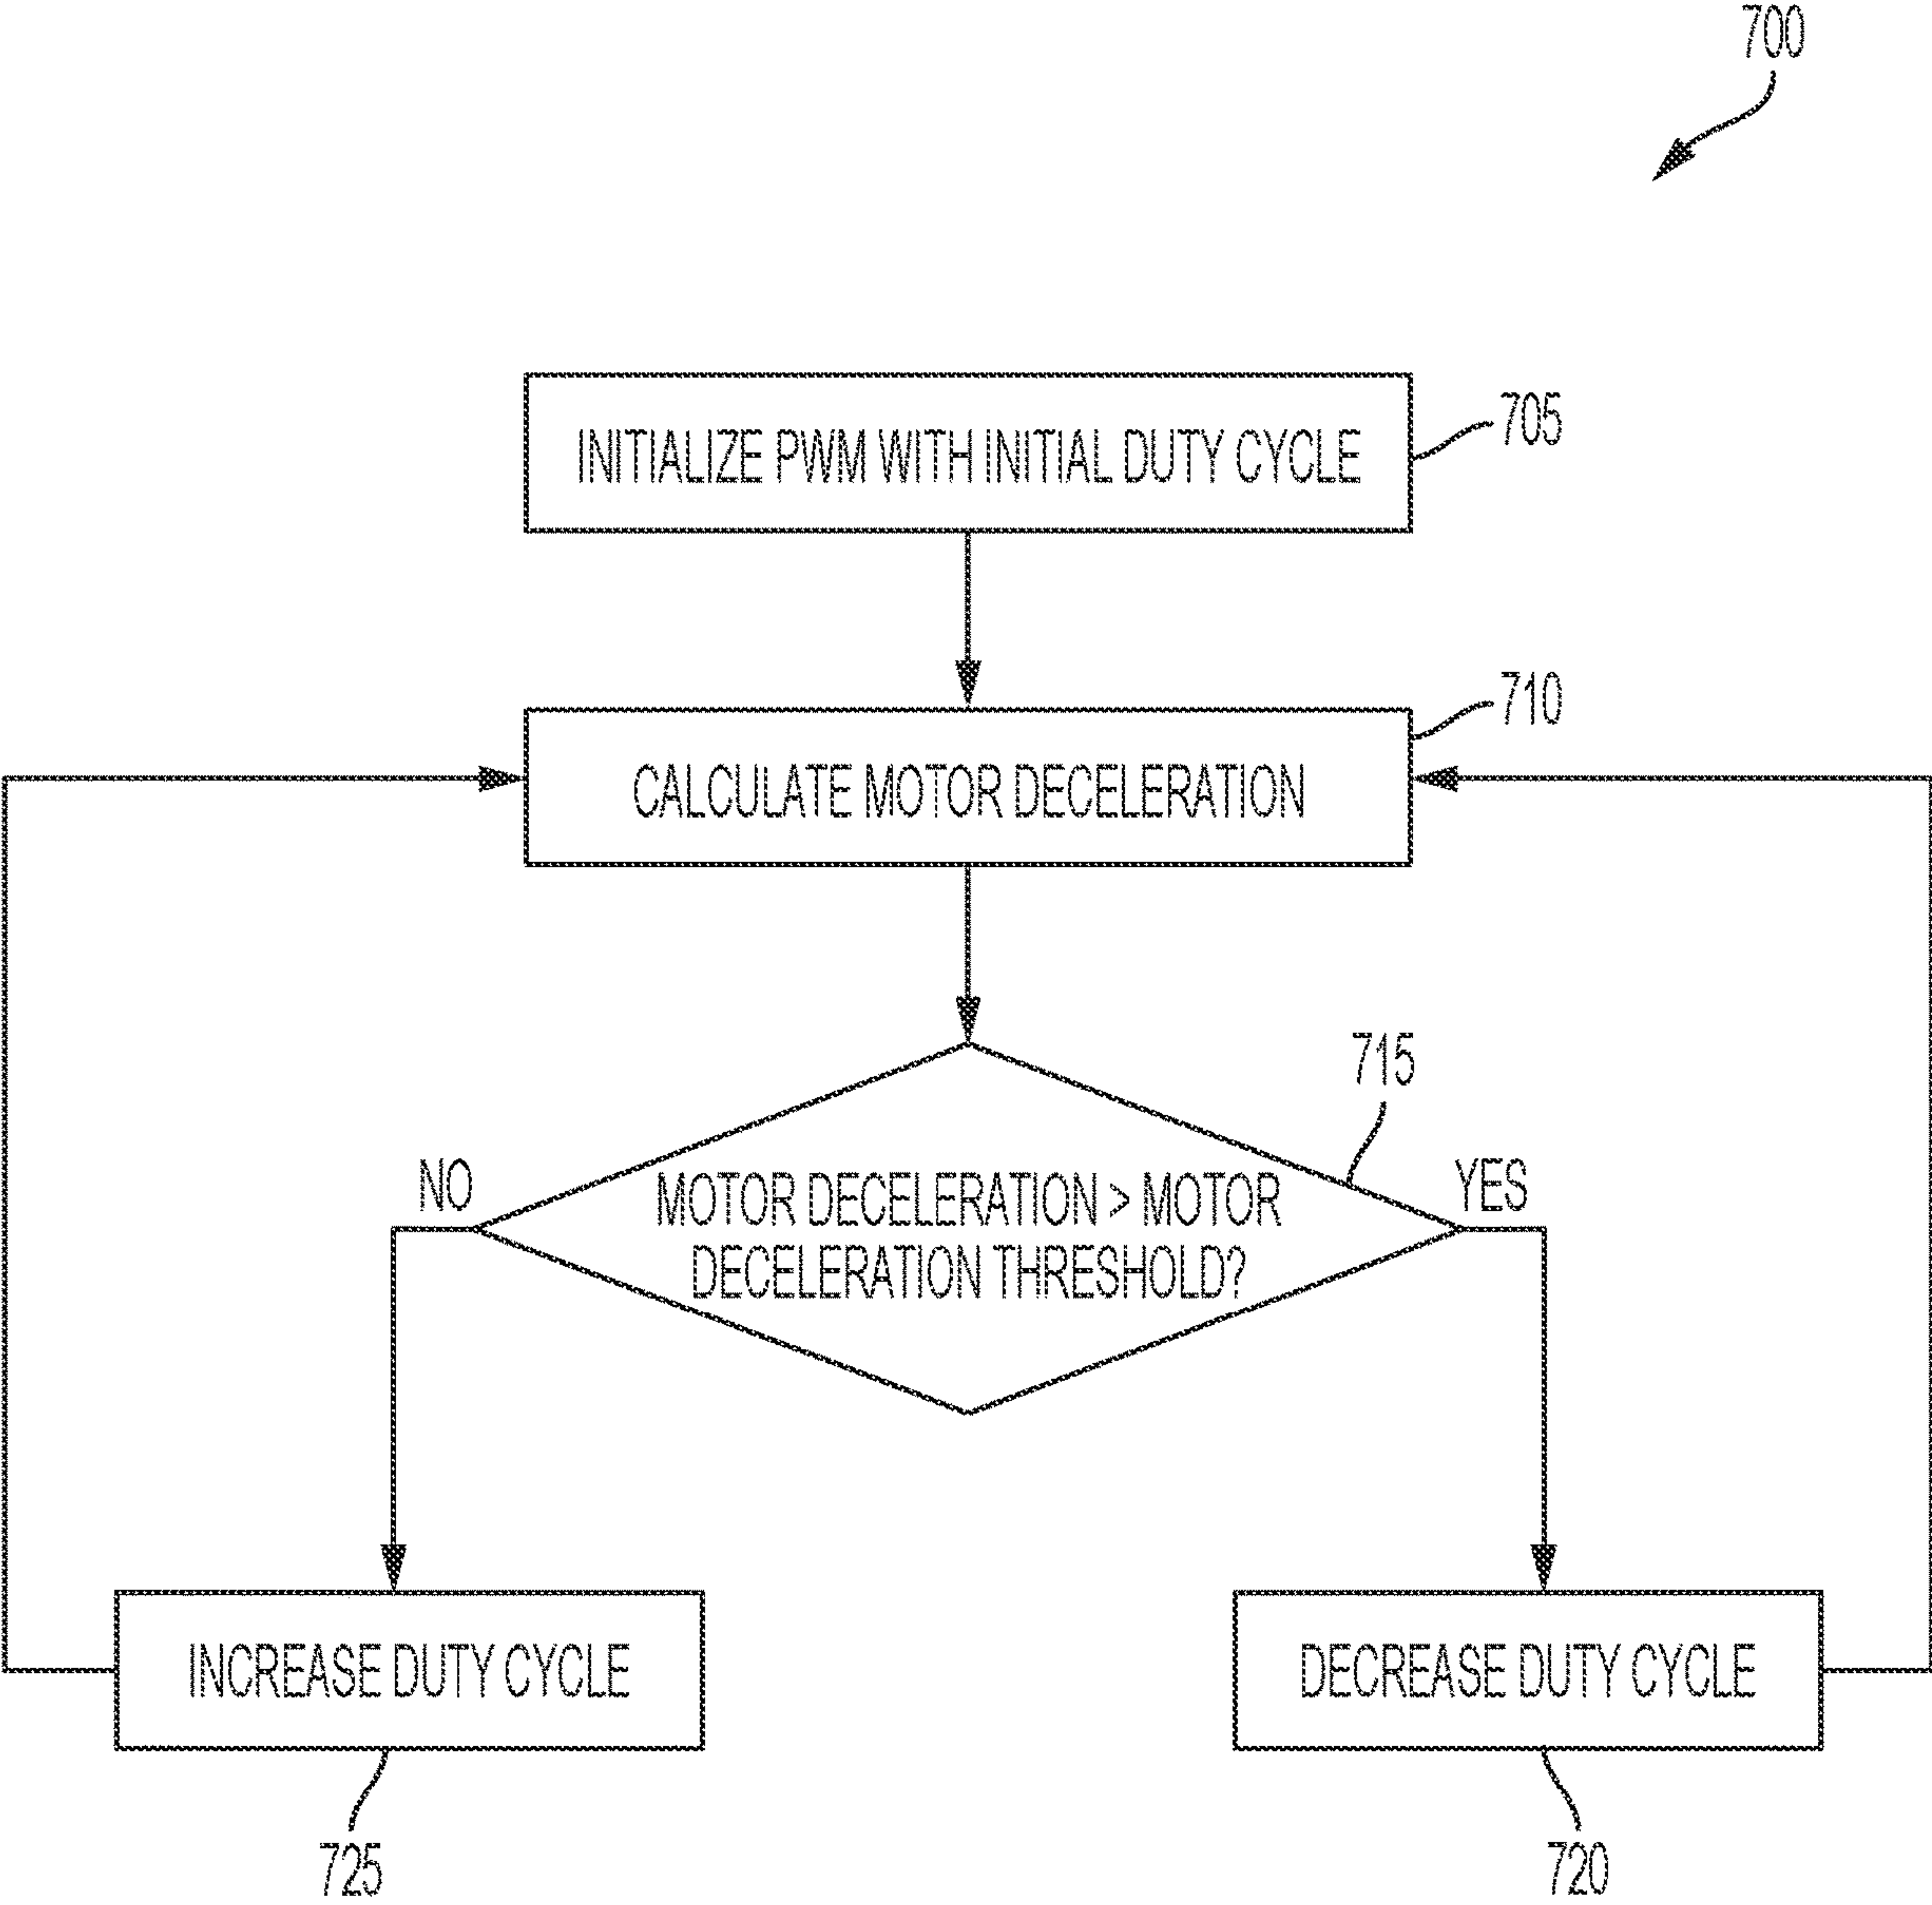 700
INITIALIZE PWM WITH INITIAL DUTY CYCLE
705
710
CALCULATE MOTOR DECELERATION
715
NO
YES
MOTOR DECELERATION > MOTOR
DECELERATION THRESHOLD?
INCREASE DUTY CYCLE
DECREASE DUTY CYCLE
725
720